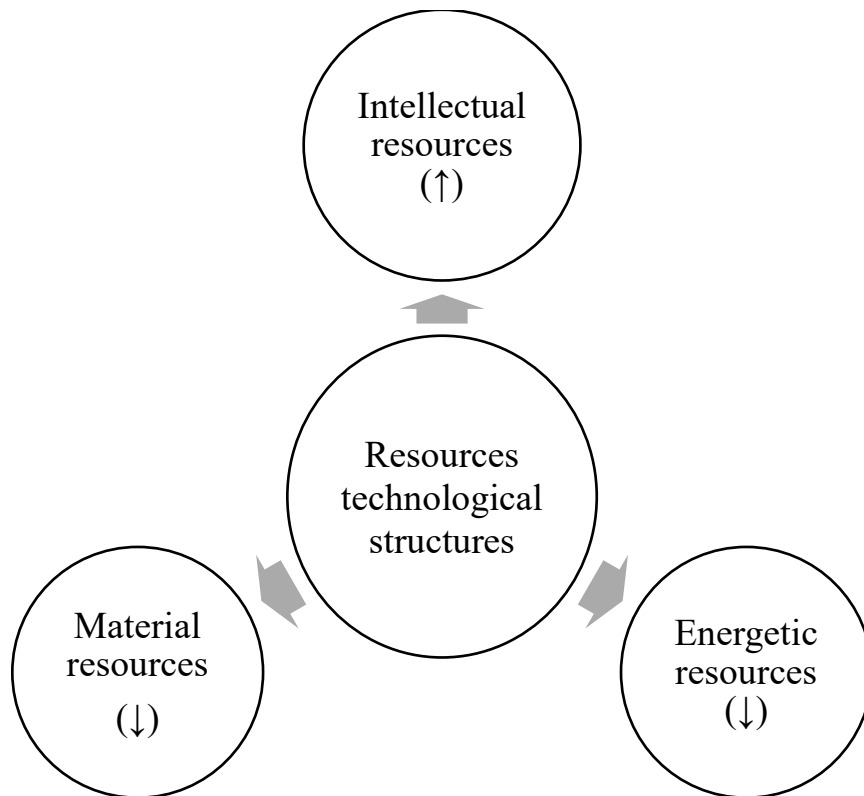 Intellectual
resources
(↑)
Resources
technological
structures
Material
resources
(↓)
Energetic
resources
(↓)